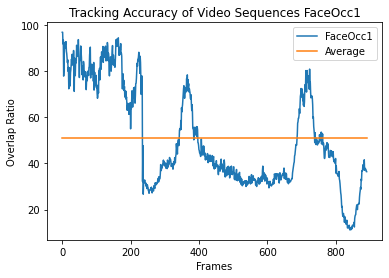 Tracking Accuracy of Video Sequences FaceOcc1
FaceOcc1
Average
Overlap Ratio
100
80
60
40
20
0
200
400
600
800
Frames